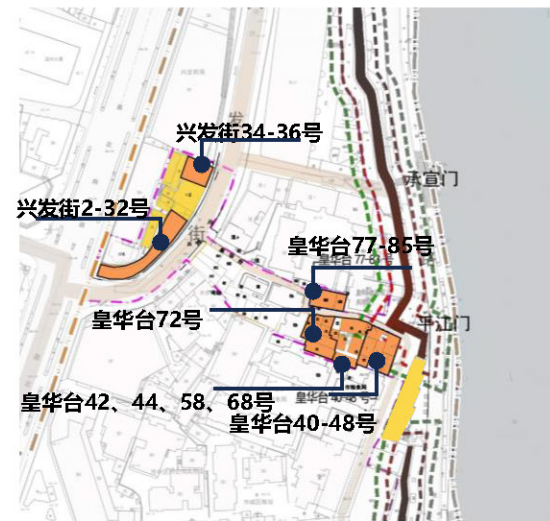 发
兴发街34-36号
承宣门
兴发街2-32号
街
皇华台77-85号
皇华台72号
平江门
皇华台42、44、58、68号
皇华台40-48号